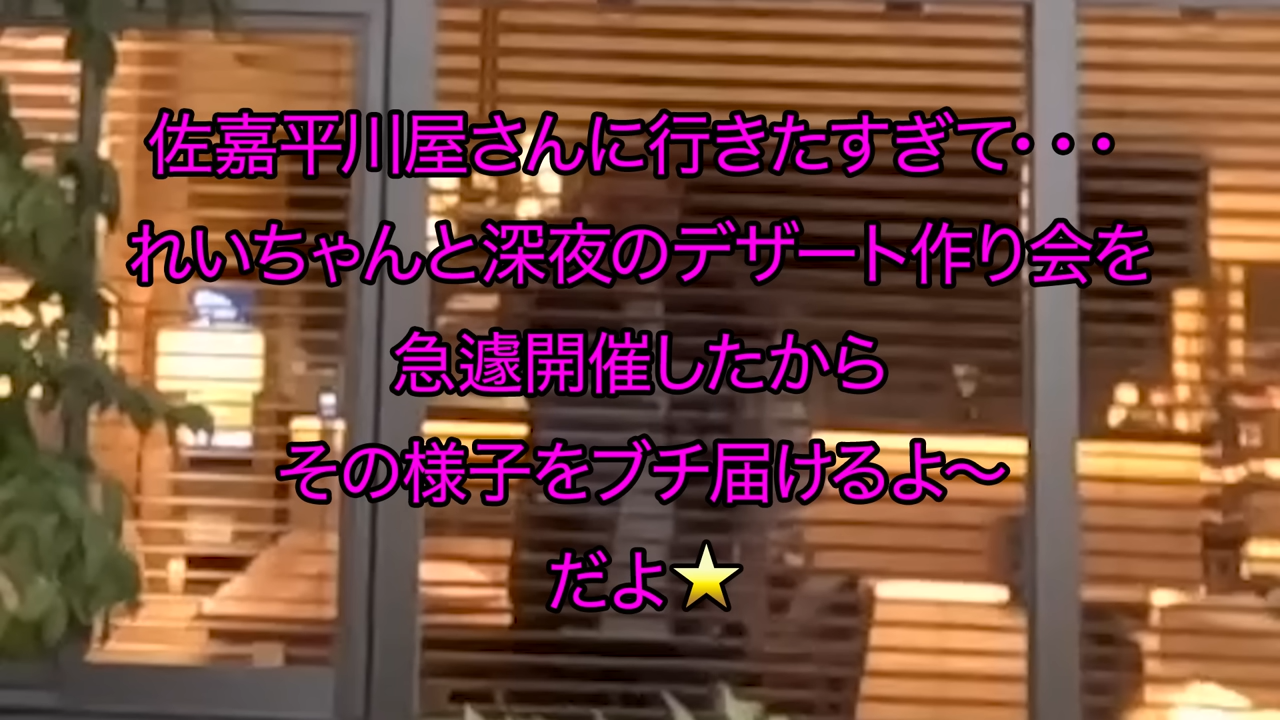 佐嘉平川屋さんに行きたすぎて・・・
れいちゃんと深夜のデザート作り会を
急遽開催したから
その様子をブチ届けるよ〜
だよ⭐